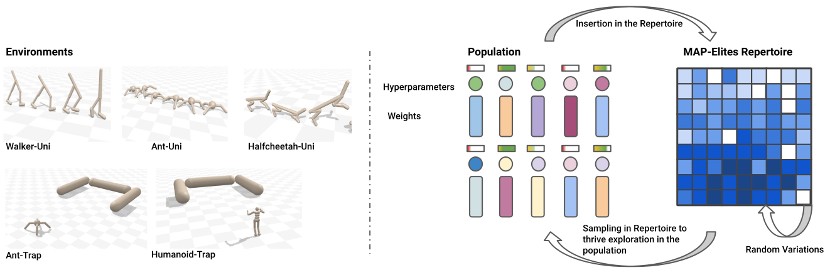 Environments
Walker-Uni
Ant-Uni
Halfcheetah-Uni
Ant-Trap
Humanoid-Trap
Insertion in the Repertoire
Population
MAP-Elites Repertoire
Hyperparameters
Weights
Sampling in Repertoire to
thrive exploration in the
population
Random Variations